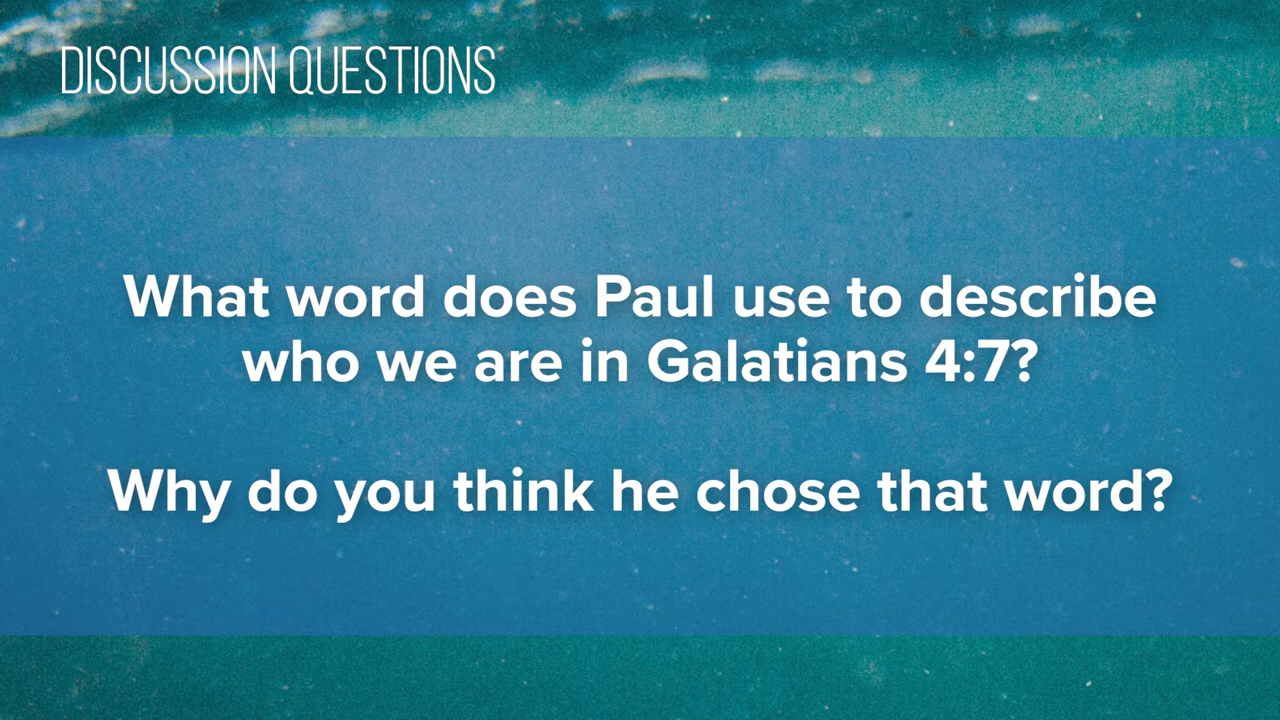 DISCUSSION QUESTIONS
What word does Paul use to describe
who we are in Galatians 4:7?
Why do you think he chose that word?